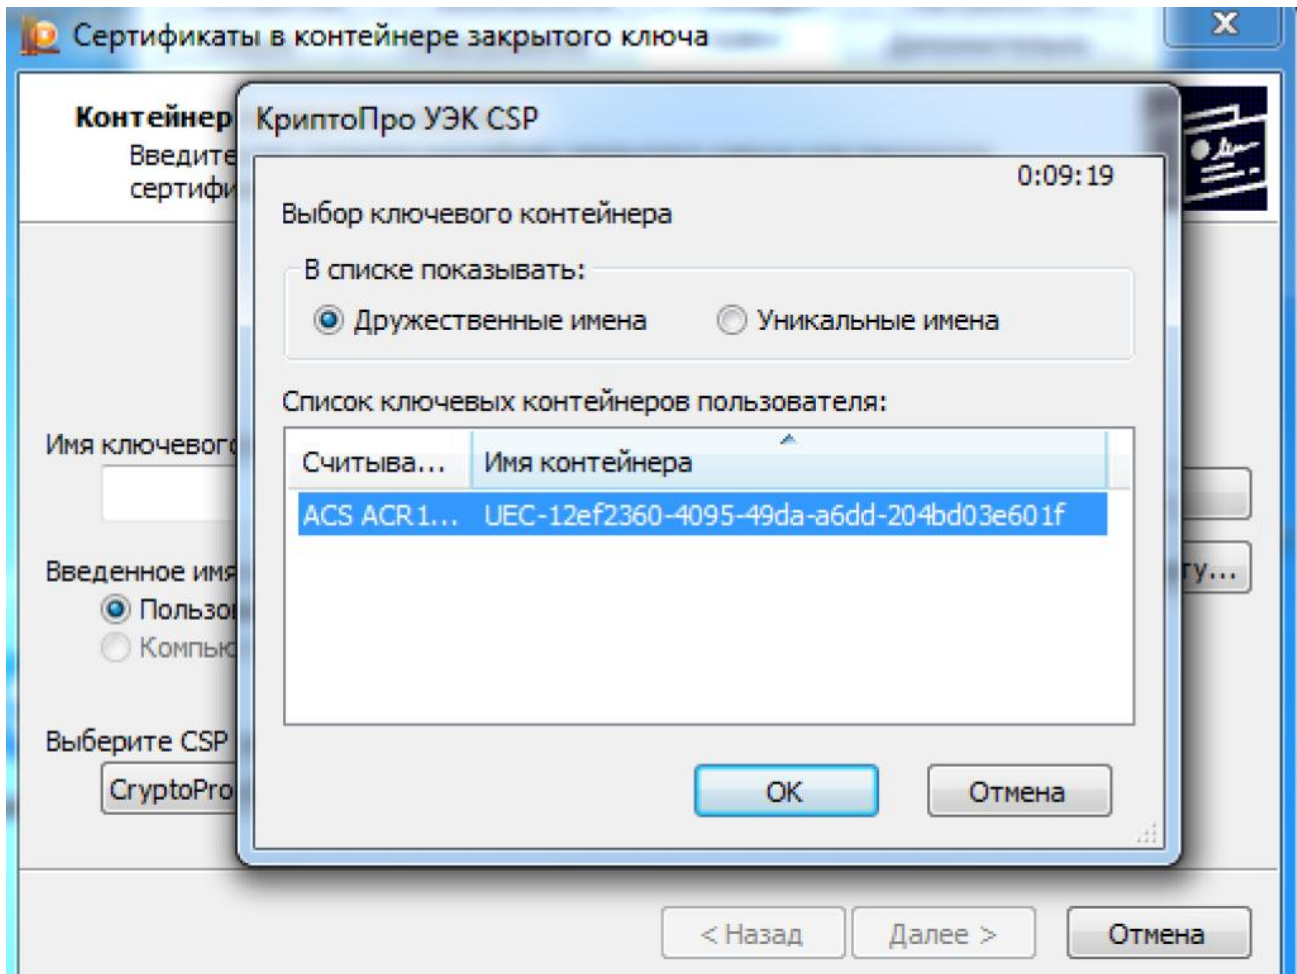 Сертификаты в контейнере закрытого ключа
Контейнер
Введите
сертифи
КриптоПро УЭК CSP
0:09:19
Выбор ключевого контейнера
В списке показывать:
Дружественные имена Уникальные имена
Список ключевых контейнеров пользователя:
Считыва... Имя контейнера
ACS ACR1... UEC-12ef2360-4095-49da-a6dd-204bd03e601f
OK Отмена
Имя ключевого
Введенное имя
Пользо
Компью
ту...
Выберите CSP
CryptoPro
< Назад Далее > Отмена